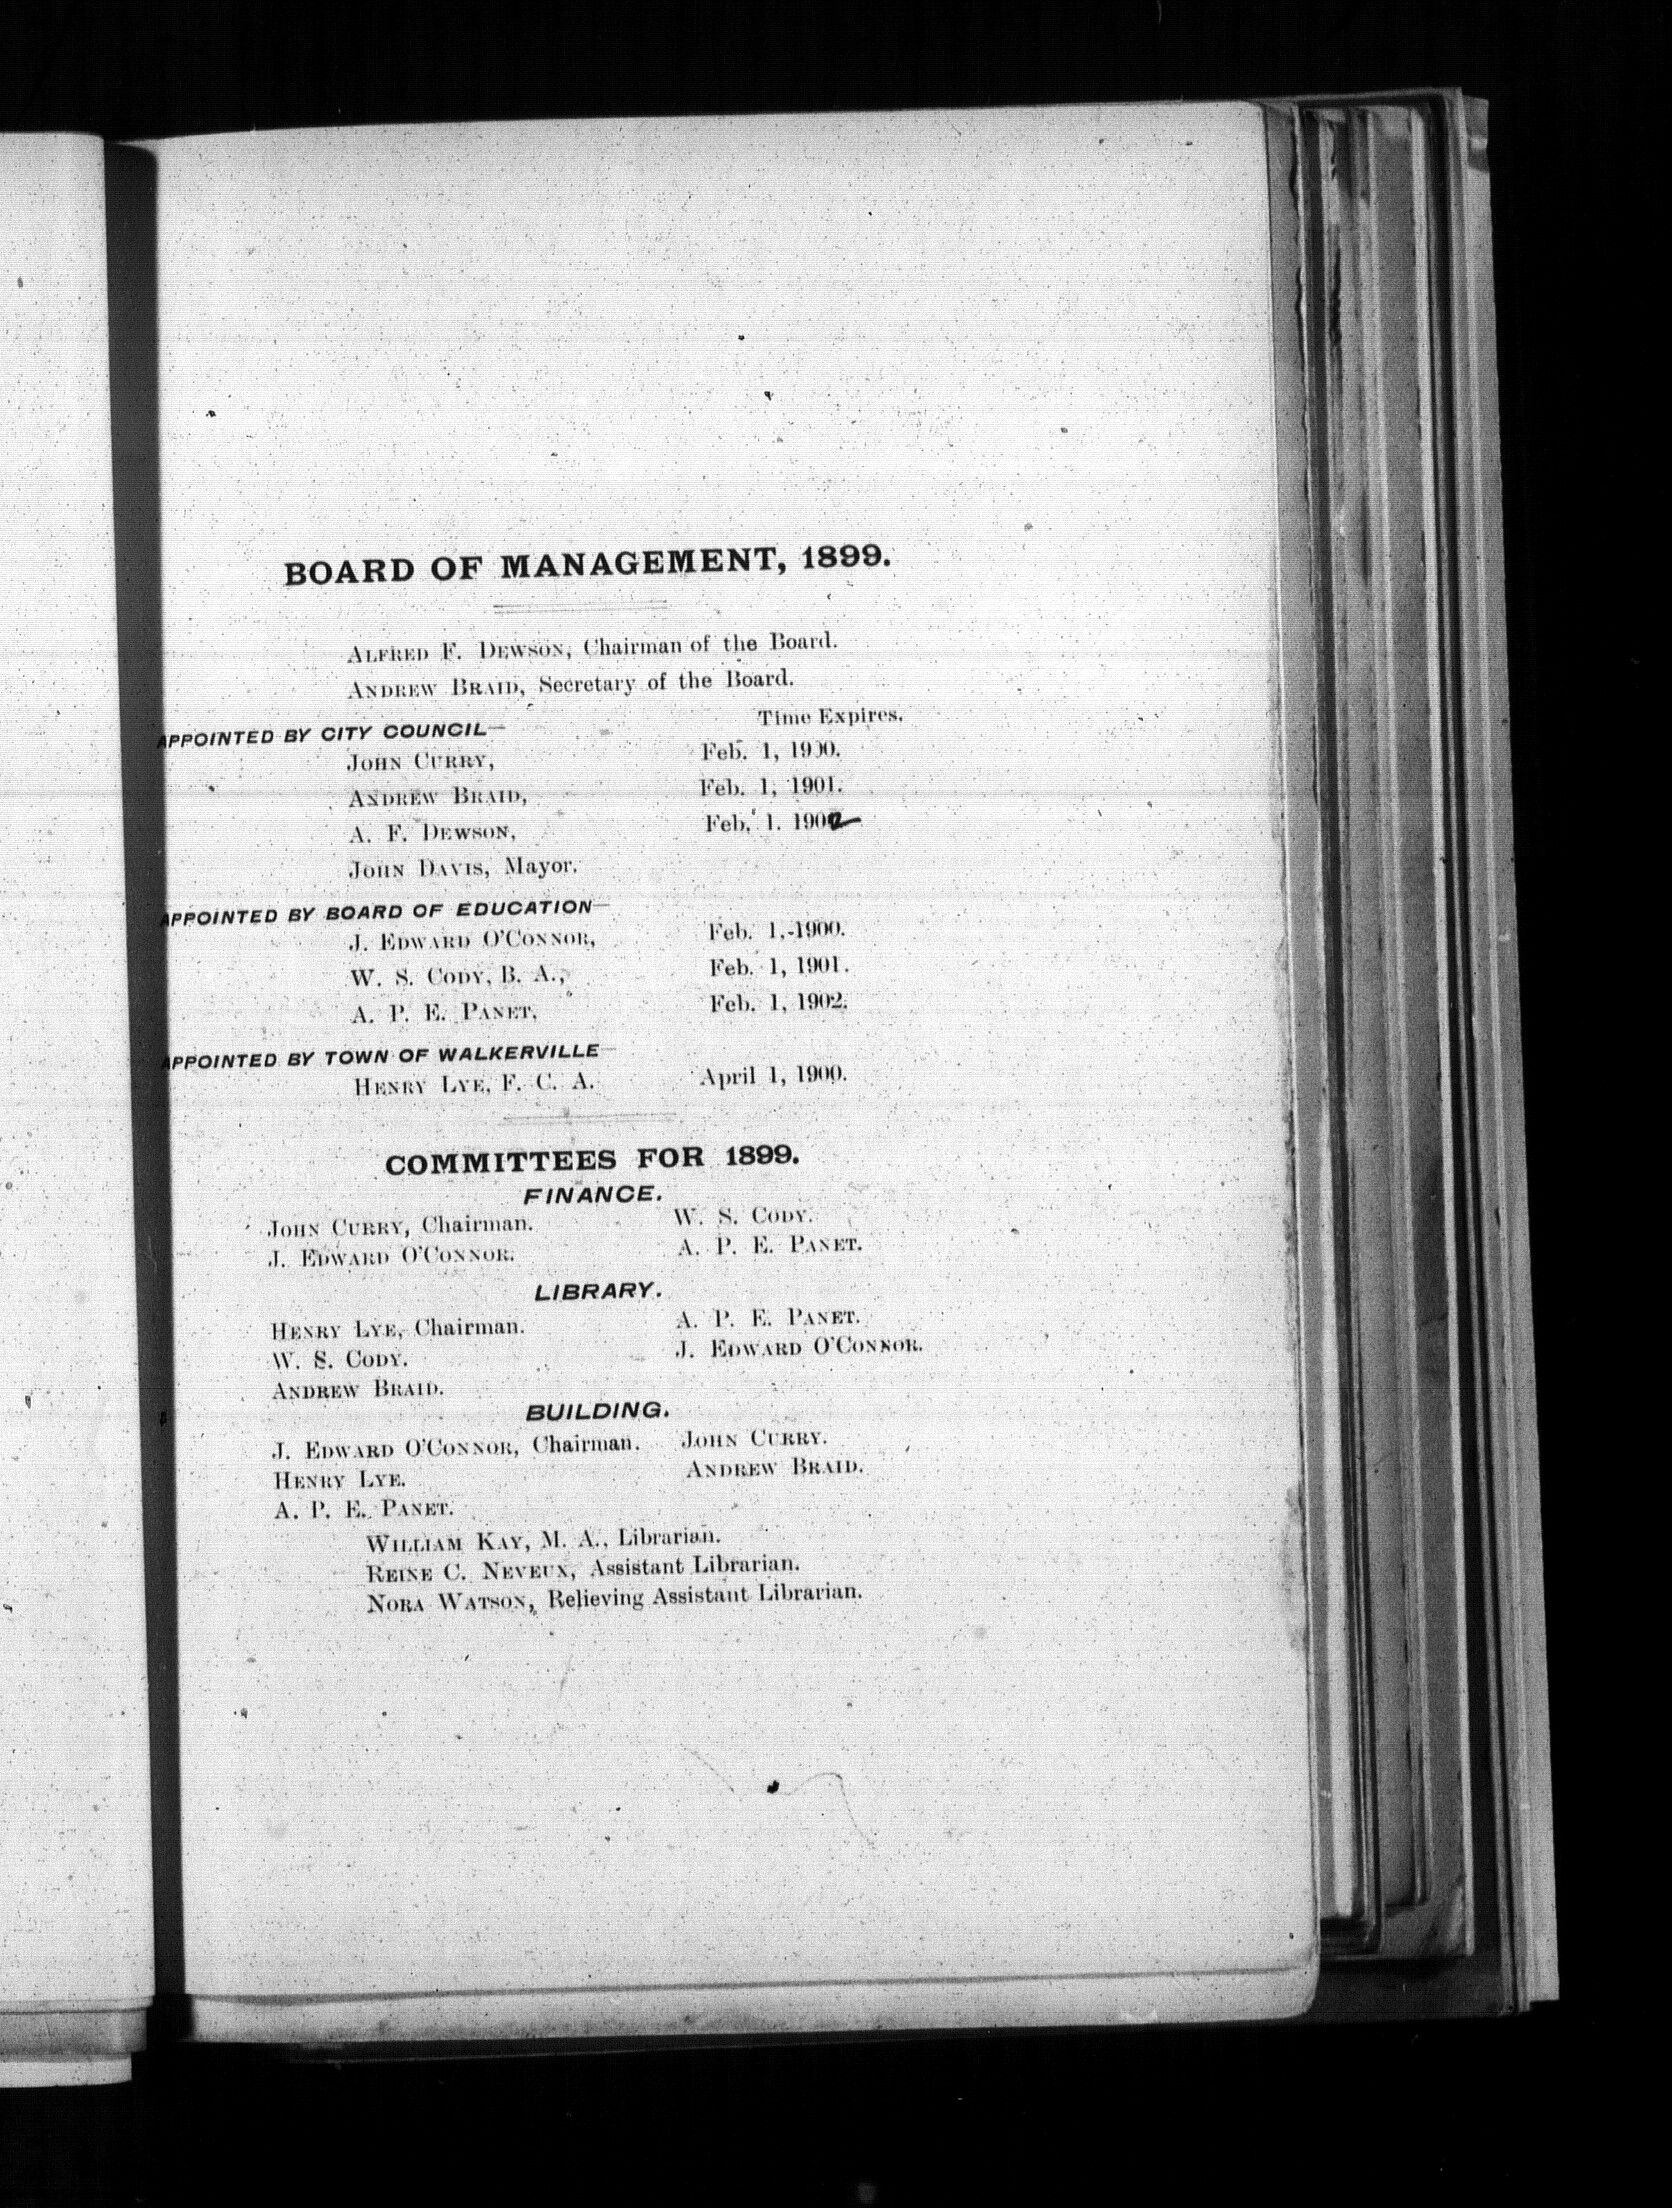 BOARD OF MANAGEMENT, 1899.
ALFRED F. DEWSON, Chairman of the Board.
ANDREW BRAID, Secretary of the Board.
APPOINTED BY CITY COUNCIL— Time Expires.
JOHN CURRY, Feb. 1, 1900.
ANDREW BRAID, Feb. 1, 1901.
A. F. DEWSON, Feb. 1. 1902
JOHN DAVIS, Mayor.
APPOINTED BY BOARD OF EDUCATION—
J. EDWARD O'CONNOR, Feb. 1, 1900.
W. S. CODY, B. A., Feb. 1, 1901.
A. P. E. PANET, Feb. 1, 1902.
APPOINTED BY TOWN OF WALKERVILLE—
HENRY LYE, F. C. A. April 1, 1900.
COMMITTEES FOR 1899.
FINANCE.
JOHN CURRY, Chairman. W. S. CODY.
J. EDWARD O'CONNOR. A. P. E. PANET.
LIBRARY.
HENRY LYE, Chairman. A. P. E. PANET.
W. S. CODY. J. EDWARD O'CONNOR.
ANDREW BRAID.
BUILDING.
J. EDWARD O'CONNOR, Chairman. JOHN CURRY.
HENRY LYE. ANDREW BRAID.
A. P. E. PANET.
WILLIAM KAY, M. A., Librarian.
REINE C. NEVEUX, Assistant Librarian.
NORA WATSON, Relieving Assistant Librarian.